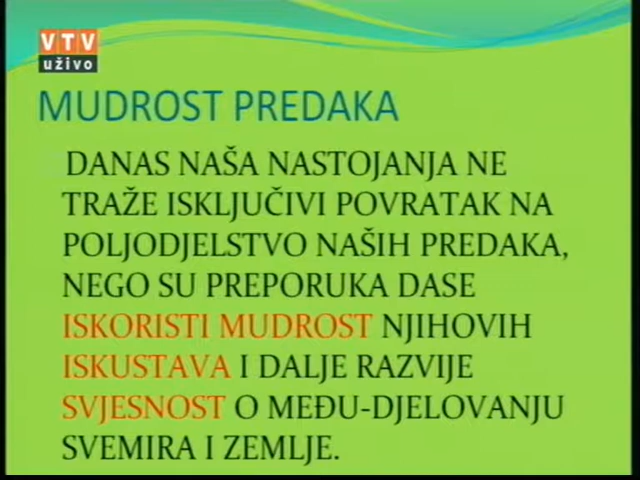 VTV
uživo
MUDROST PREDAKA
DANAS NAŠA NASTOJANJA NE
TRAŽE ISKLJUČIVI POVRATAK NA
POLJODJELSTVO NAŠIH PREDAKA,
NEGO SU PREPORUKA DASE
ISKORISTI MUDROST NJIHOVIH
ISKUSTAVA I DALJE RAZVIJE
SVJESNOST O MEĐU-DJELOVANJU
SVEMIRA I ZEMLJE.